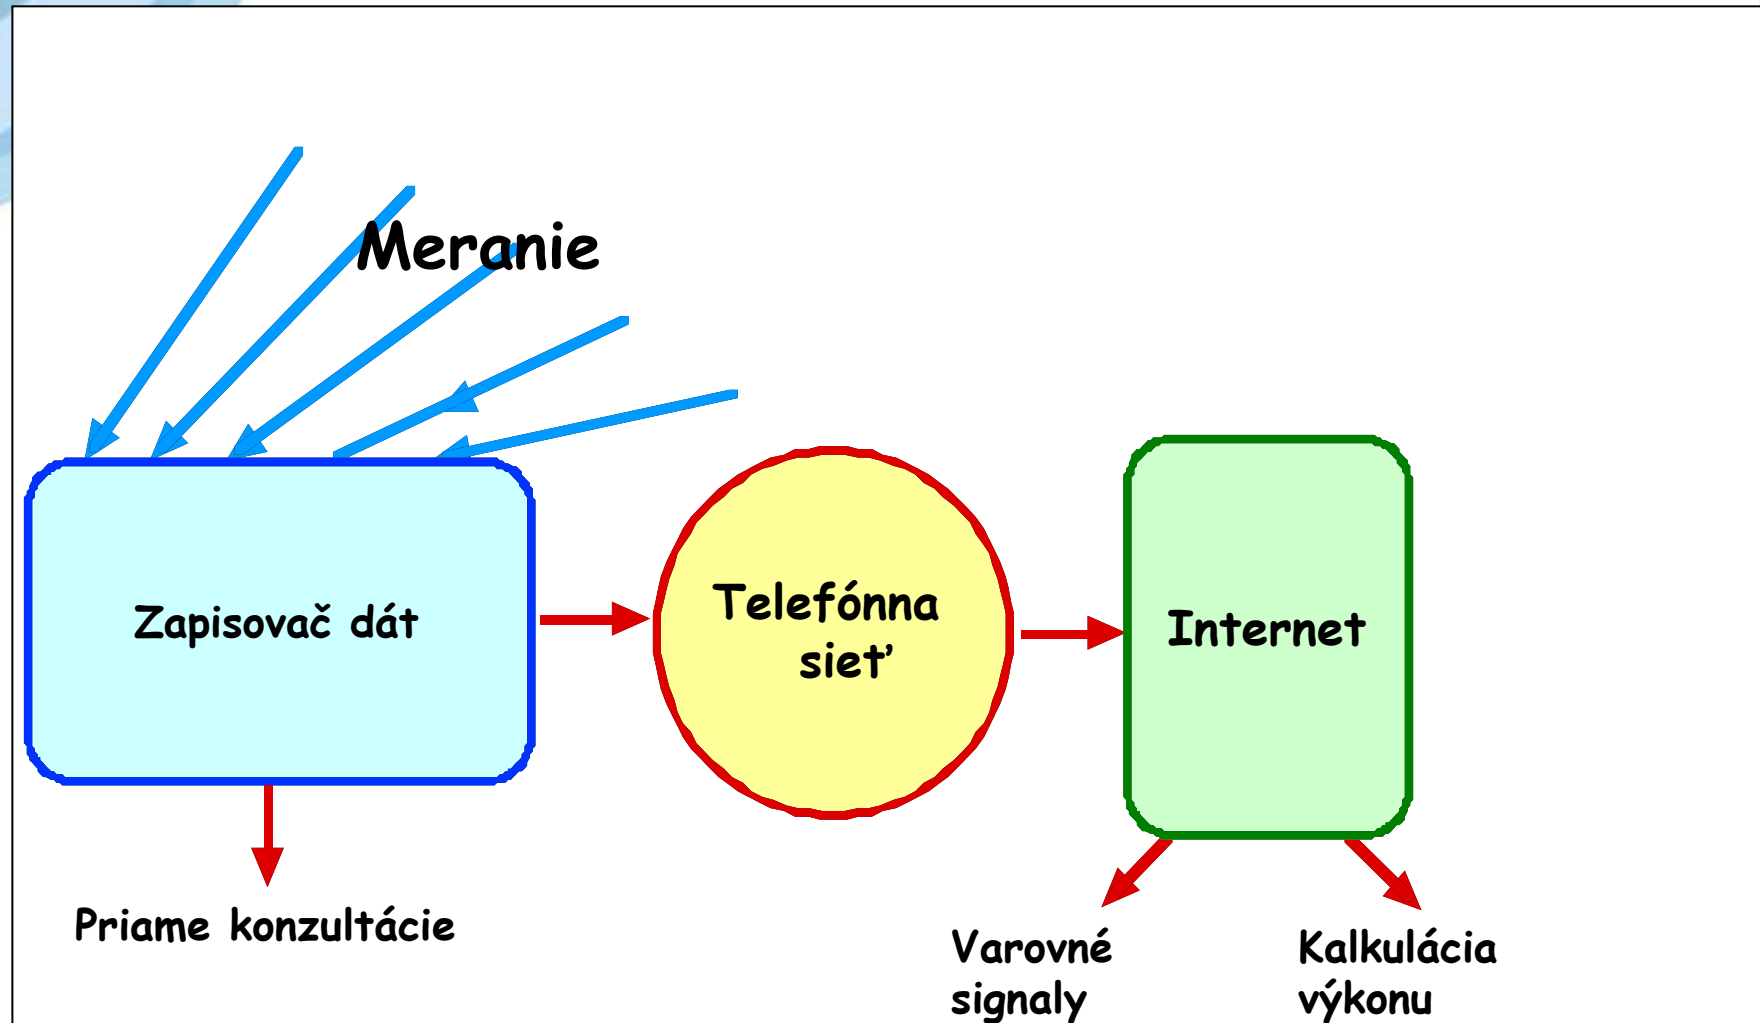 Meranie
Zapisovač dát
Telefónna
sieť
Internet
Priame konzultácie
Varovné
signaly
Kalkulácia
výkonu